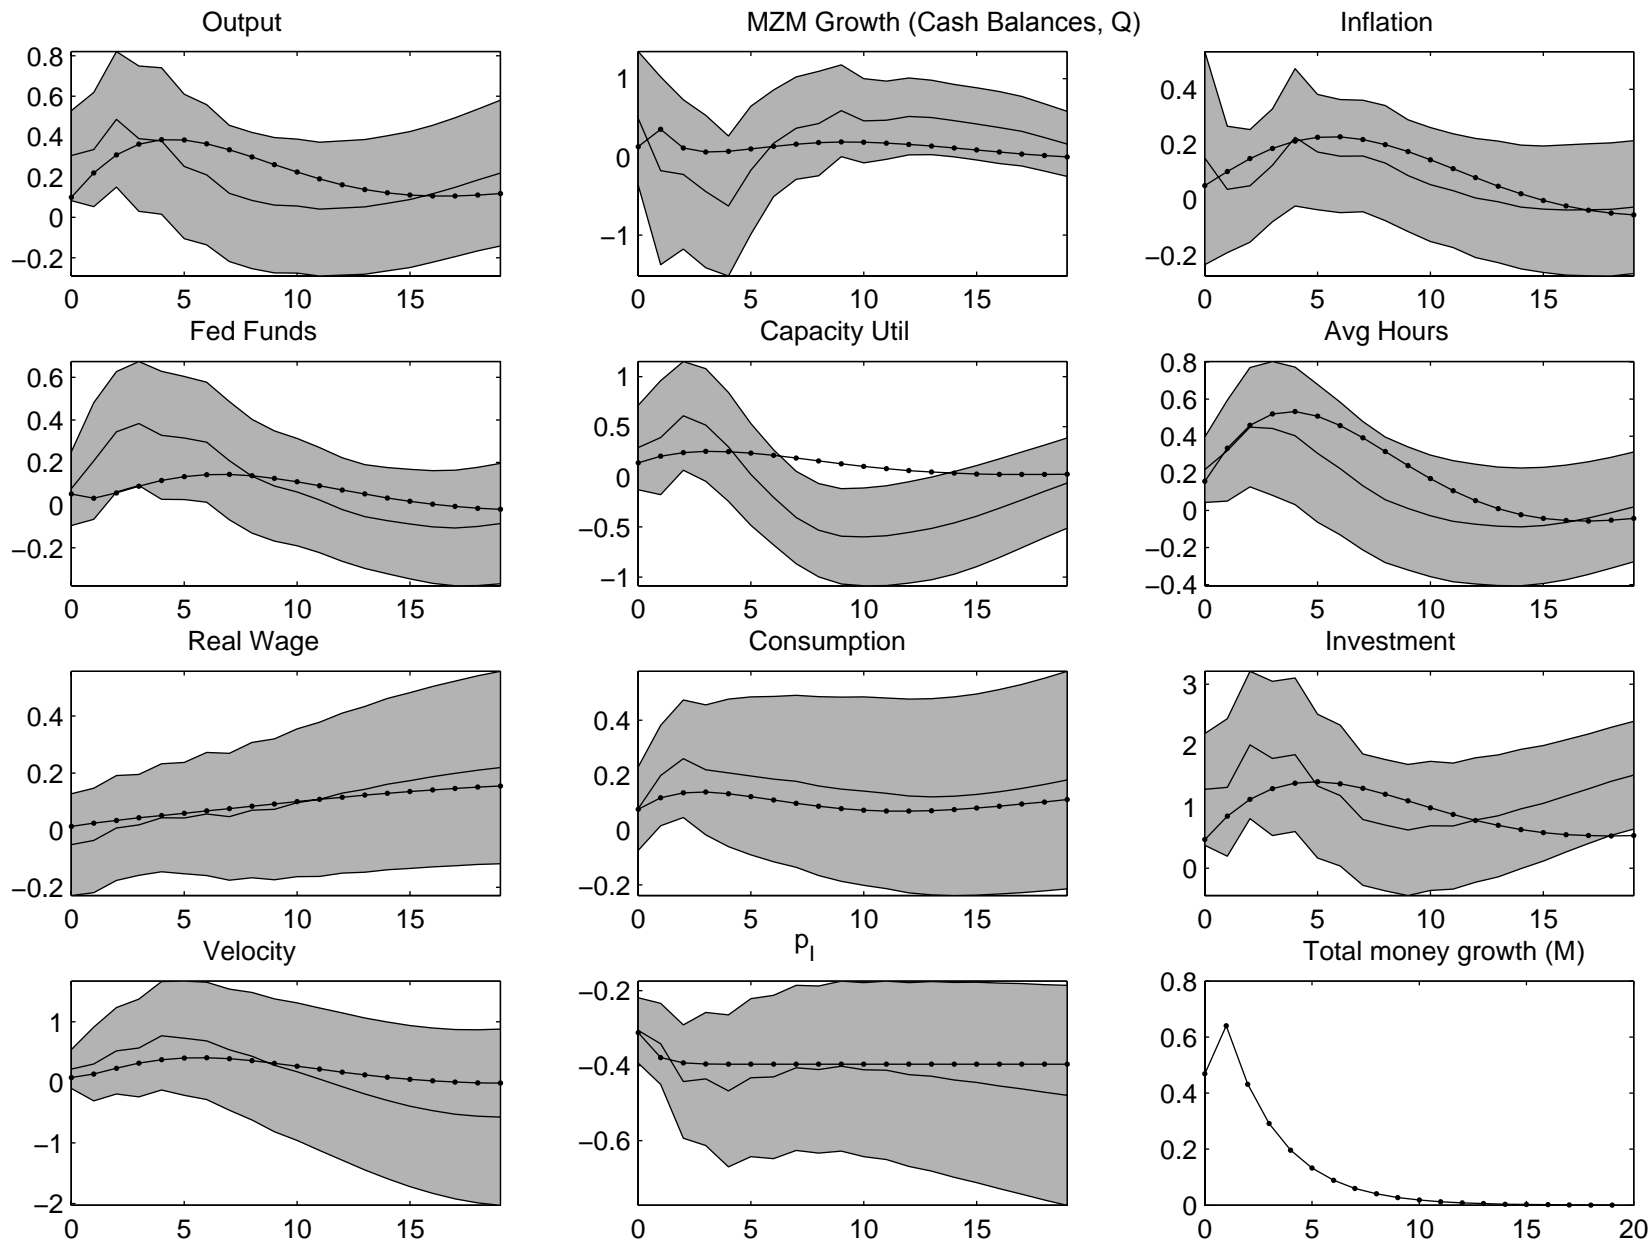 Output
MZM Growth (Cash Balances, Q)
Inflation
0.8
0.6
0.4
0.2
0
−0.2
0 5 10 15
1
0
−1
0 5 10 15
0.4
0.2
0
−0.2
0 5 10 15
Fed Funds
Capacity Util
Avg Hours
0.6
0.4
0.2
0
−0.2
0 5 10 15
1
0.5
0
−0.5
−1
0 5 10 15
0.8
0.6
0.4
0.2
0
−0.2
−0.4
0 5 10 15
Real Wage
Consumption
Investment
0.4
0.2
0
−0.2
0 5 10 15
0.4
0.2
0
−0.2
0 5 10 15
3
2
1
0
0 5 10 15
Velocity
p_I
Total money growth (M)
1
0
−1
−2
0 5 10 15
−0.2
−0.4
−0.6
0 5 10 15
0.8
0.6
0.4
0.2
0
0 5 10 15 20